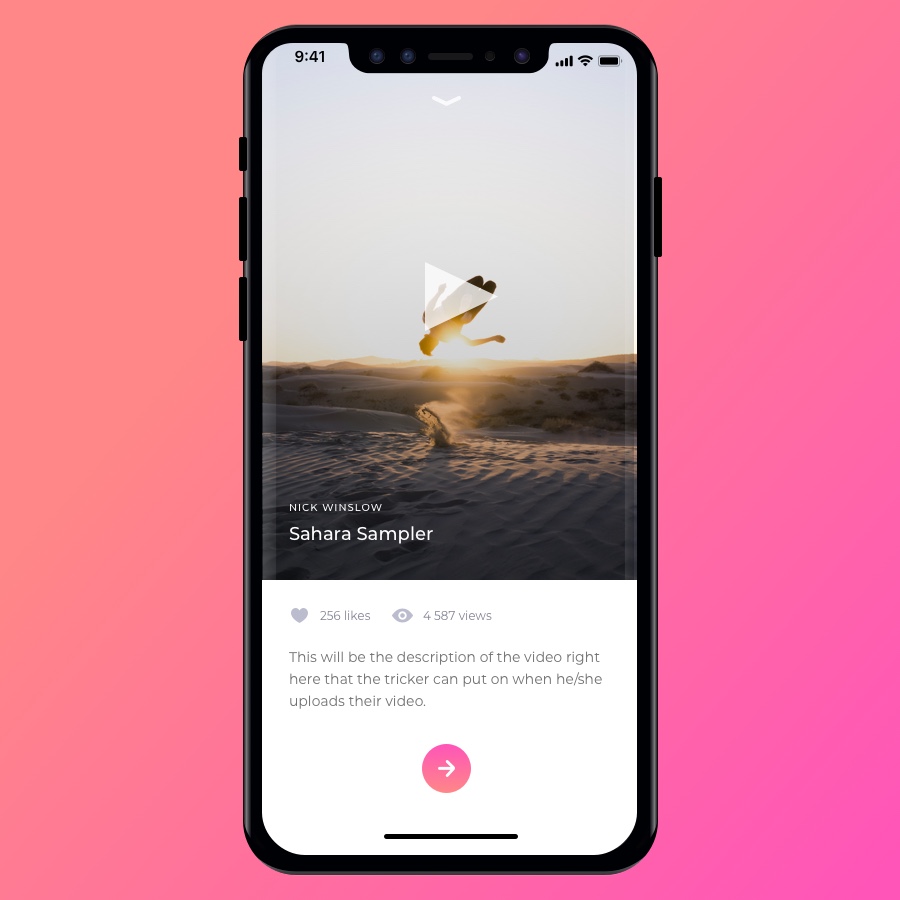 9:41
NICK WINSLOW
Sahara Sampler
256 likes
4 587 views
This will be the description of the video right
here that the tricker can put on when he/she
uploads their video.